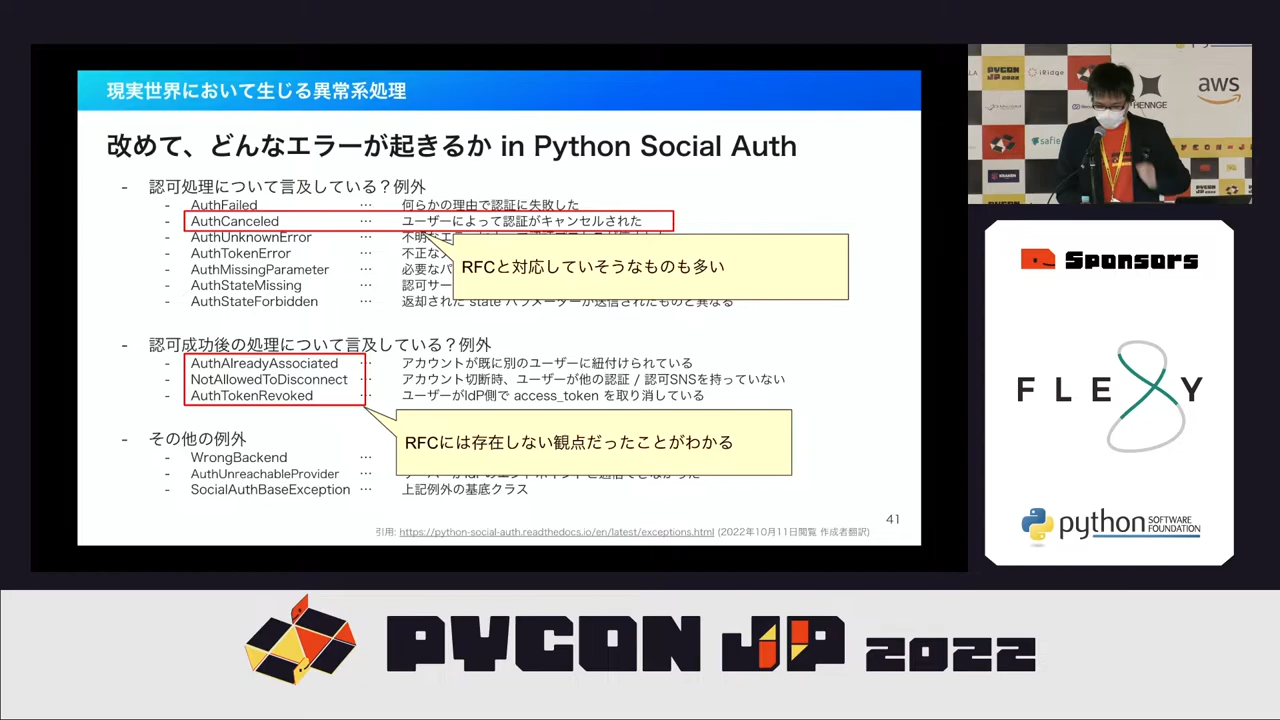 現実世界において生じる異常系処理
改めて、どんなエラーが起きるか in Python Social Auth
- 認可処理について言及している？例外
- AuthFailed … 何らかの理由で認証に失敗した
- AuthCanceled … ユーザーによって認証がキャンセルされた
- AuthUnknownError … 不明な
- AuthTokenError … 不正な
- AuthMissingParameter … 必要な
- AuthStateMissing … 認可サー
- AuthStateForbidden … 返却された state パラメーターが送信されたものと異なる
RFCと対応していそうなものも多い
- 認可成功後の処理について言及している？例外
- AuthAlreadyAssociated … アカウントが既に別のユーザーに紐付けられている
- NotAllowedToDisconnect … アカウント切断時、ユーザーが他の認証 / 認可SNSを持っていない
- AuthTokenRevoked … ユーザーがIdP側で access_token を取り消している
RFCには存在しない観点だったことがわかる
- その他の例外
- WrongBackend …
- AuthUnreachableProvider …
- SocialAuthBaseException … 上記例外の基底クラス
41
引用: https://python-social-auth.readthedocs.io/en/latest/exceptions.html (2022年10月11日閲覧 作成者翻訳)
PYCON JP 2022
iRidge
HENNGE
aws
safie
KRAKEN
Sponsors
FLEXY
python SOFTWARE FOUNDATION
PYCON JP 2022